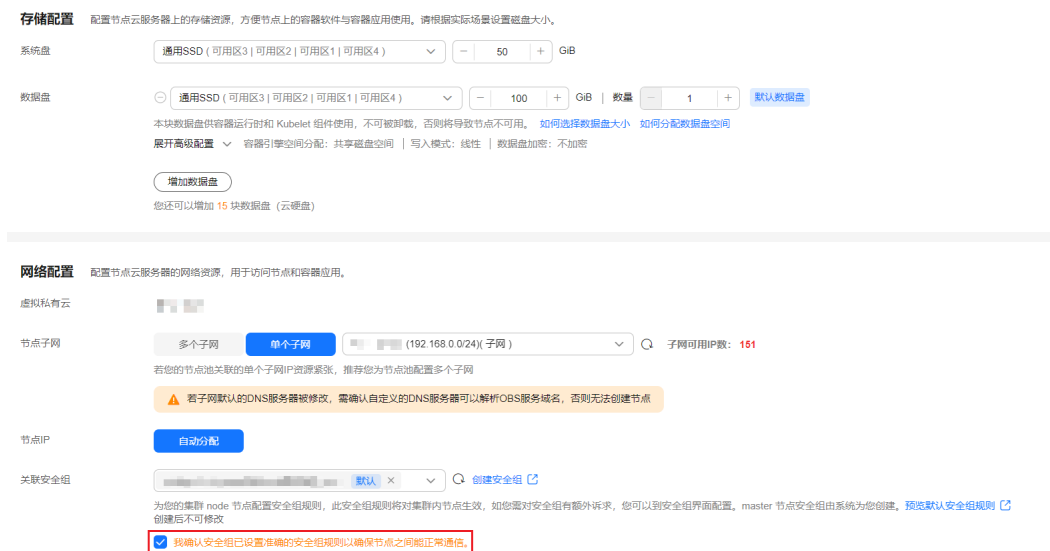 存储配置 配置节点云服务器上的存储资源，方便节点上的容器软件与容器应用使用。请根据实际场景设置磁盘大小。
系统盘 通用SSD ( 可用区3 | 可用区2 | 可用区1 | 可用区4 ) − 50 + GiB
数据盘 通用SSD ( 可用区3 | 可用区2 | 可用区1 | 可用区4 ) − 100 + GiB | 数量 − 1 + 默认数据盘
本块数据盘供容器运行时和 Kubelet 组件使用，不可被卸载，否则将导致节点不可用。 如何选择数据盘大小 如何分配数据盘空间
展开高级配置 容器引擎空间分配：共享磁盘空间 | 写入模式：线性 | 数据盘加密：不加密
增加数据盘
您还可以增加 15 块数据盘（云硬盘）
网络配置 配置节点云服务器的网络资源，用于访问节点和容器应用。
虚拟私有云
节点子网 多个子网 单个子网 (192.168.0.0/24)( 子网 ) 子网可用IP数： 151
若您的节点池关联的单个子网IP资源紧张，推荐您为节点池配置多个子网
若子网默认的DNS服务器被修改，需确认自定义的DNS服务器可以解析OBS服务域名，否则无法创建节点
节点IP 自动分配
关联安全组 默认 × 创建安全组
为您的集群 node 节点配置安全组规则，此安全组规则将对集群内节点生效，如您需对安全组有额外诉求，您可以到安全组界面配置。master 节点安全组由系统为您创建。预览默认安全组规则
创建后不可修改
我确认安全组已设置准确的安全组规则以确保节点之间能正常通信。